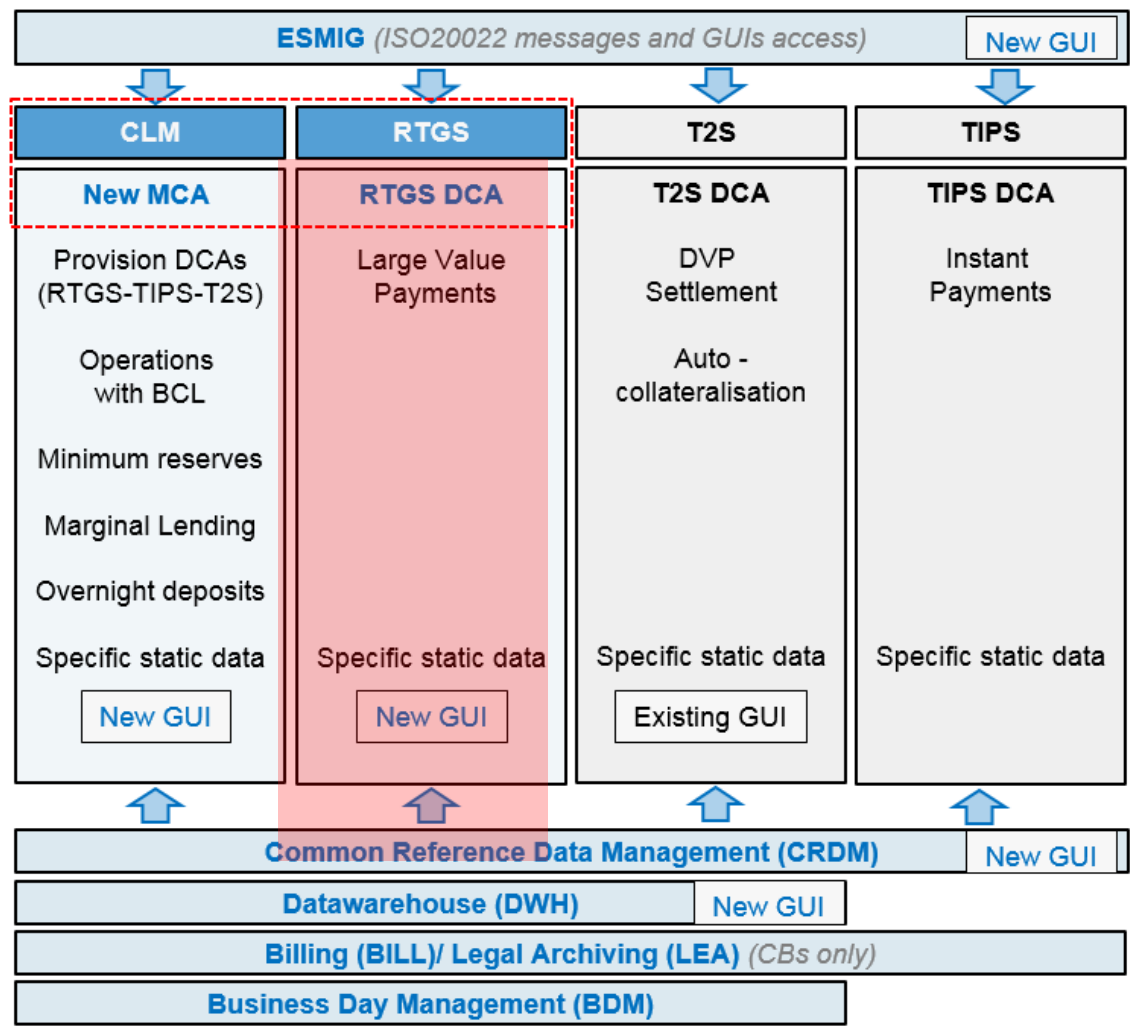 ESMIG (ISO20022 messages and GUIs access)
New GUI
CLM
RTGS
T2S
TIPS
New MCA
RTGS DCA
T2S DCA
TIPS DCA
Provision DCAs
(RTGS-TIPS-T2S)
Operations
with BCL
Minimum reserves
Marginal Lending
Overnight deposits
Specific static data
New GUI
Large Value
Payments
Specific static data
New GUI
DVP
Settlement
Auto -
collateralisation
Specific static data
Existing GUI
Instant
Payments
Specific static data
Common Reference Data Management (CRDM)
New GUI
Datawarehouse (DWH)
New GUI
Billing (BILL)/ Legal Archiving (LEA) (CBs only)
Business Day Management (BDM)